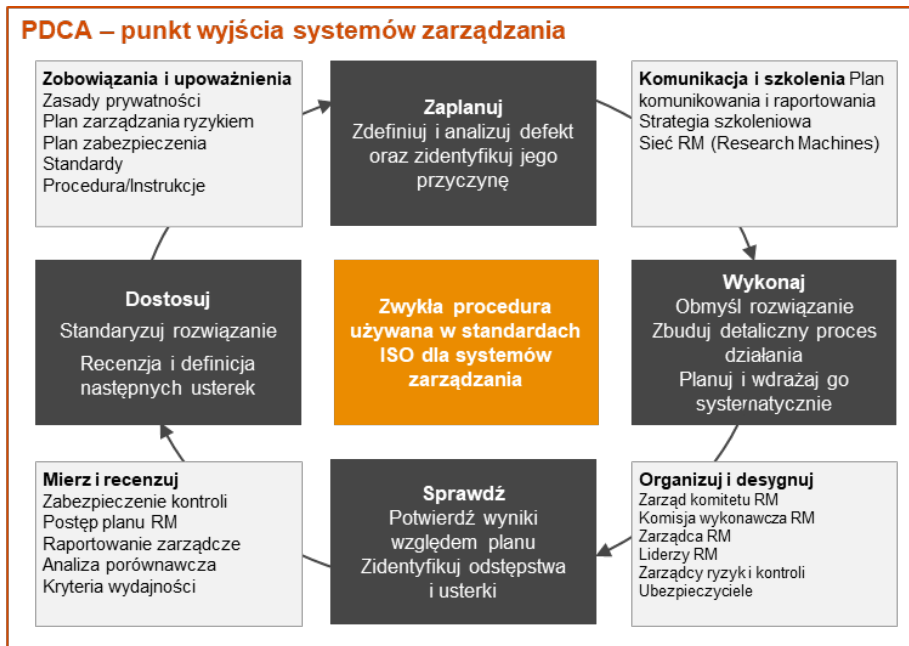 PDCA – punkt wyjścia systemów zarządzania
Zobowiązania i upoważnienia
Zasady prywatności
Plan zarządzania ryzykiem
Plan zabezpieczenia
Standardy
Procedura/Instrukcje
Zaplanuj
Zdefiniuj i analizuj defekt
oraz zidentyfikuj jego
przyczynę
Komunikacja i szkolenia Plan
komunikowania i raportowania
Strategia szkoleniowa
Sieć RM (Research Machines)
Dostosuj
Standaryzuj rozwiązanie
Recenzja i definicja
następnych usterek
Zwykła procedura
używana w standardach
ISO dla systemów
zarządzania
Wykonaj
Obmyśl rozwiązanie
Zbuduj detaliczny proces
działania
Planuj i wdrażaj go
systematycznie
Mierz i recenzuj
Zabezpieczenie kontroli
Postęp planu RM
Raportowanie zarządcze
Analiza porównawcza
Kryteria wydajności
Sprawdź
Potwierdź wyniki
względem planu
Zidentyfikuj odstępstwa
i usterki
Organizuj i desygnuj
Zarząd komitetu RM
Komisja wykonawcza RM
Zarządca RM
Liderzy RM
Zarządcy ryzyk i kontroli
Ubezpieczyciele